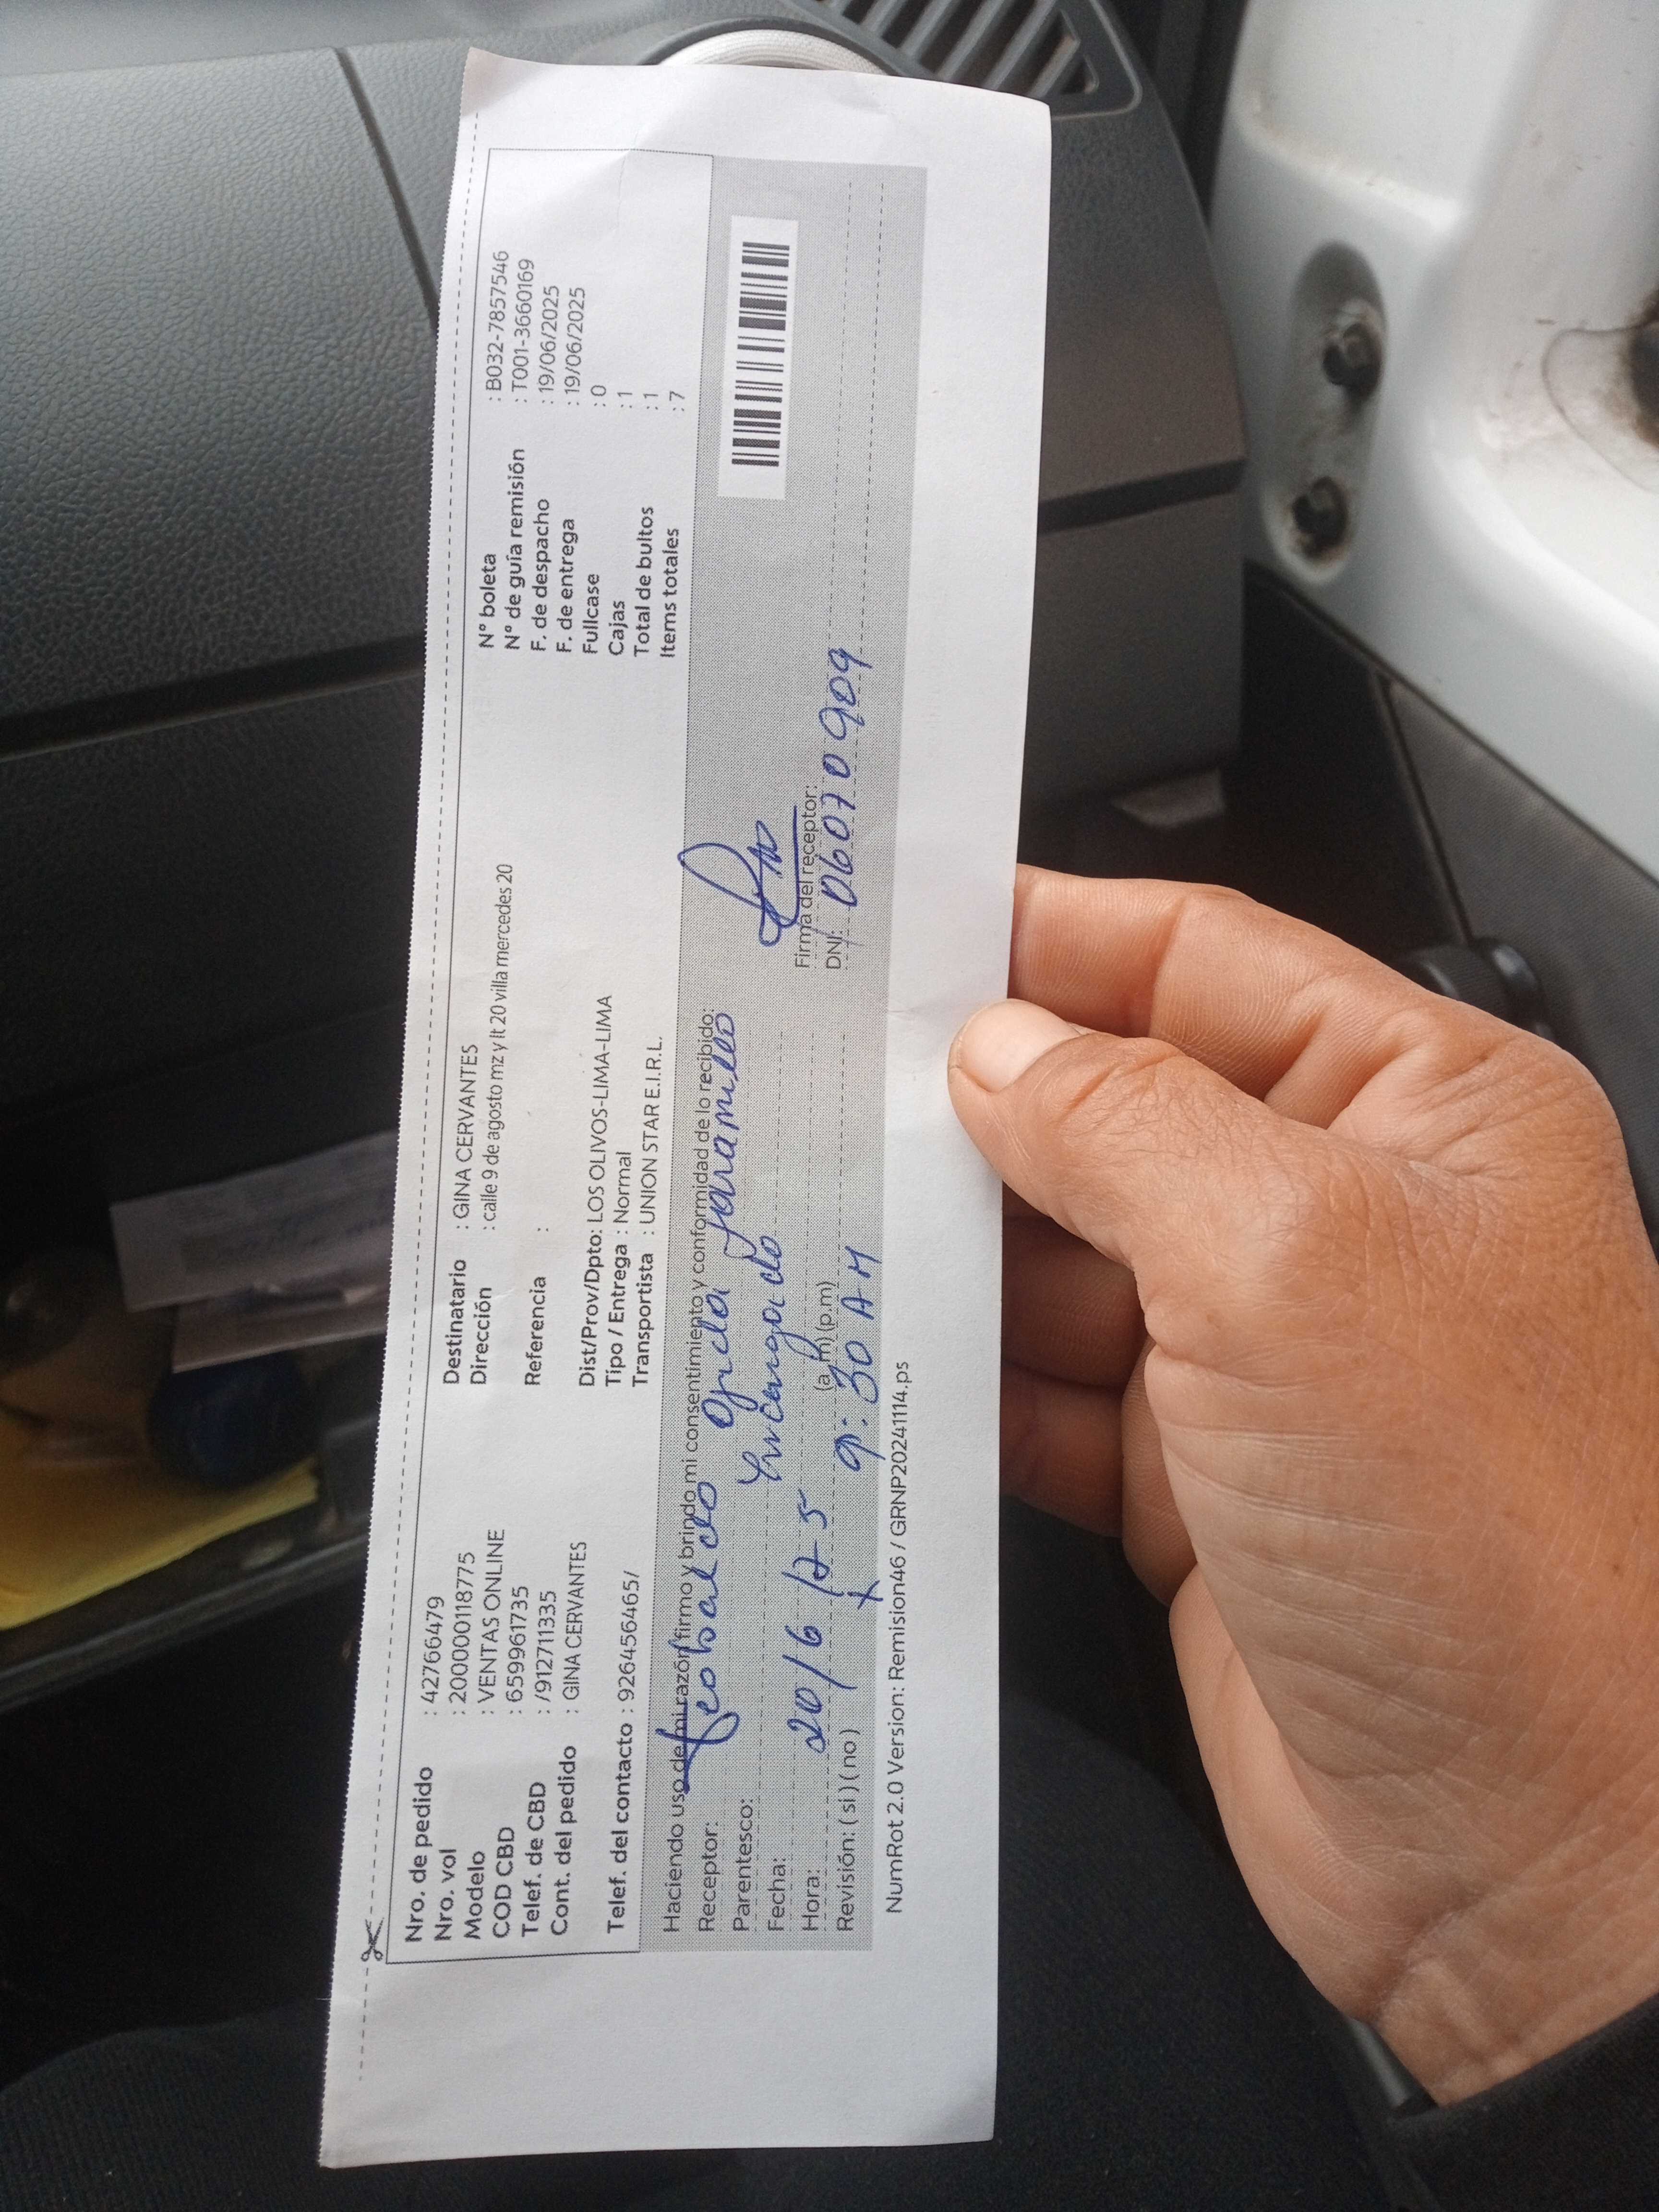 Nro. de pedido : 42766479
Nro. vol : 2000001187​75
Modelo : VENTAS ONLINE
COD CBD : 659961735
Telef. de CBD : /912711335
Cont. del pedido : GINA CERVANTES
Telef. del contacto : 926456465/
Destinatario : GINA CERVANTES
Dirección : calle 9 de agosto mz y lt 20 villa mercedes 20
Referencia :
Dist/Prov/Dpto: LOS OLIVOS-LIMA-LIMA
Tipo / Entrega : Normal
Transportista : UNION STAR E.I.R.L.
N° boleta : B032-7857546
N° de guía remisión : T001-3660169
F. de despacho : 19/06/2025
F. de entrega : 19/06/2025
Fullcase : 0
Cajas : 1
Total de bultos : 1
Items totales : 7
Haciendo uso de mi razón firmo y brindo mi consentimiento y conformidad de lo recibido:
Receptor: Teobaldo Jaramillo
Parentesco: Encargado
Fecha: 20/6/25
Hora: 9:30 AM (a.m) (p.m)
Revisión: ( si ) ( no )
Firma del receptor:
DNI: 06070909
NumRot 2.0 Version: Remision46 / GRNP20241114.ps